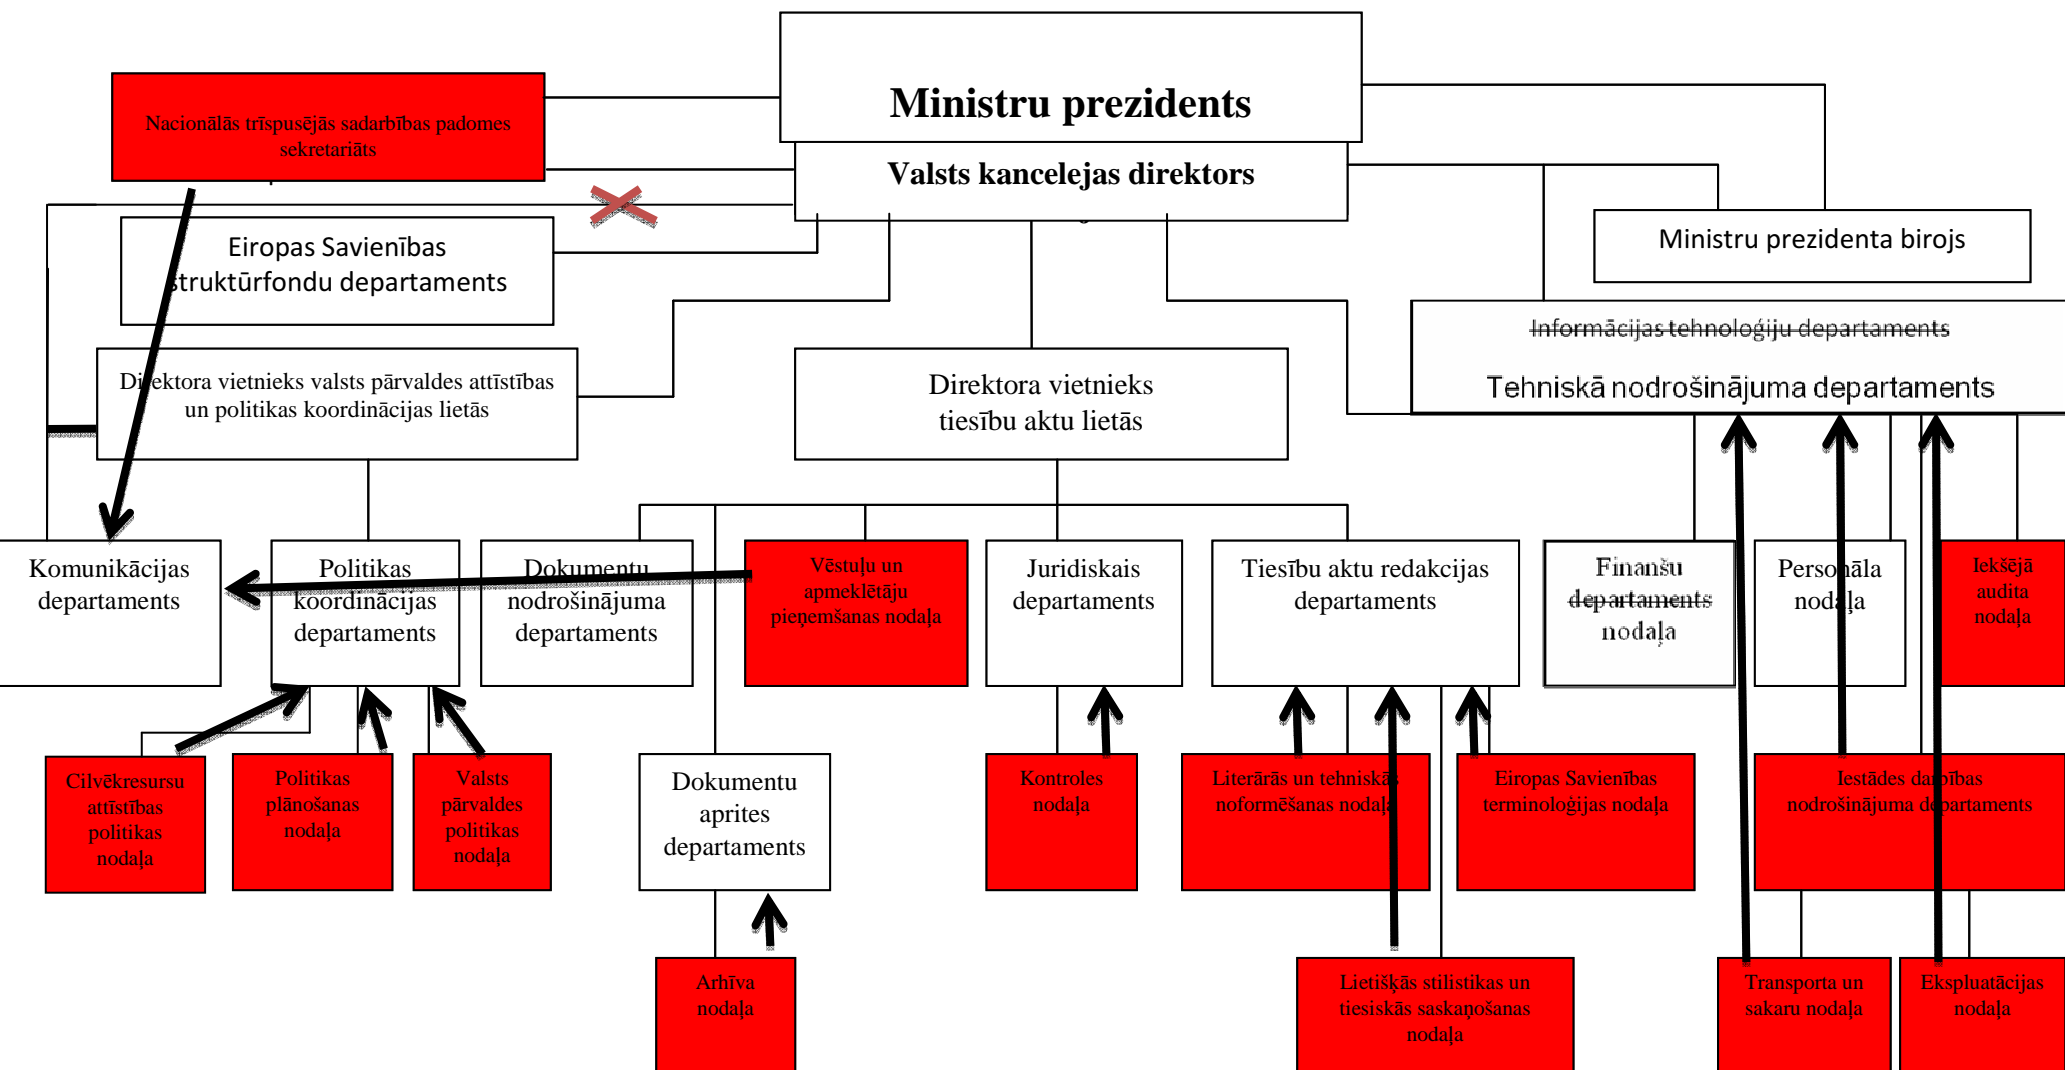 Ministru prezidents
Nacionālās trīspusējās sadarbības padomes
sekretariāts
Valsts kancelejas direktors
Eiropas Savienības
struktūrfondu departaments
Ministru prezidenta birojs
Informācijas tehnoloģiju departaments
Tehniskā nodrošinājuma departaments
Direktora vietnieks valsts pārvaldes attīstības
un politikas koordinācijas lietās
Direktora vietnieks
tiesību aktu lietās
Komunikācijas
departaments
Politikas
koordinācijas
departaments
Dokumentu
nodrošinājuma
departaments
Vēstuļu un
apmeklētāju
pieņemšanas nodaļa
Juridiskais
departaments
Tiesību aktu redakcijas
departaments
Finanšu
departaments
nodaļa
Personāla
nodaļa
Iekšējā
audita
nodaļa
Cilvēkresursu
attīstības
politikas
nodaļa
Politikas
plānošanas
nodaļa
Valsts
pārvaldes
politikas
nodaļa
Dokumentu
aprites
departaments
Kontroles
nodaļa
Literārās un tehniskās
noformēšanas nodaļa
Eiropas Savienības
terminoloģijas nodaļa
Iestādes darbības
nodrošinājuma departaments
Arhīva
nodaļa
Lietišķās stilistikas un
tiesiskās saskaņošanas
nodaļa
Transporta un
sakaru nodaļa
Ekspluatācijas
nodaļa